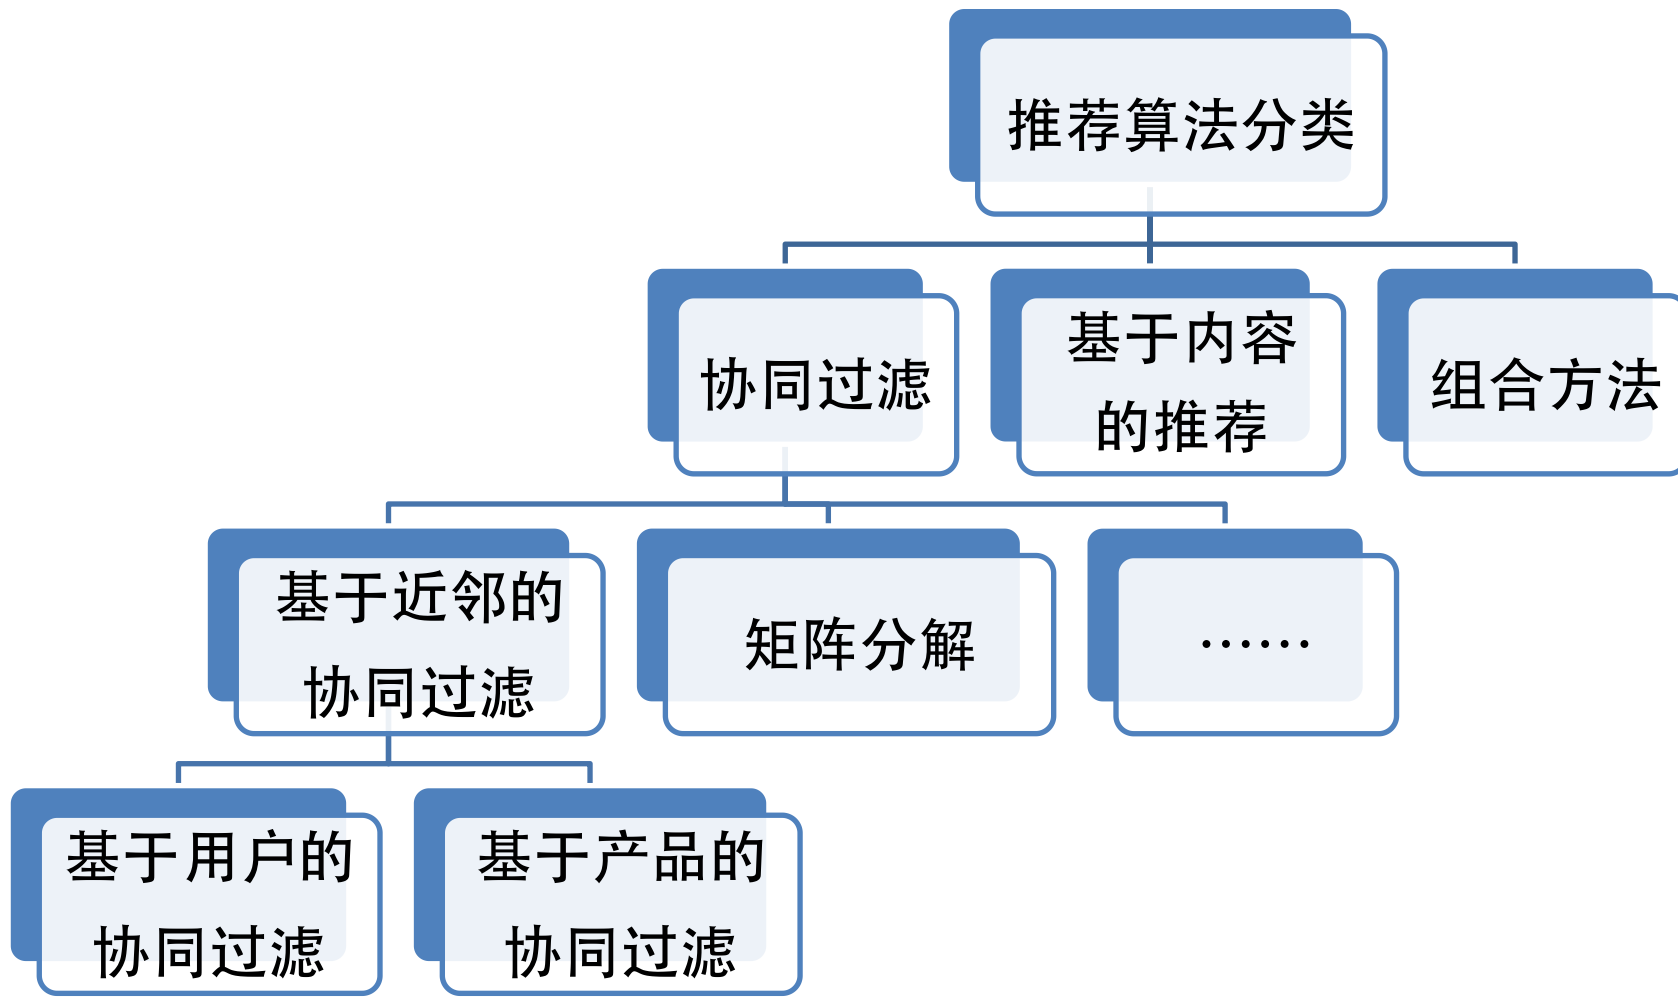 推荐算法分类
协同过滤
基于内容
的推荐
组合方法
基于近邻的
协同过滤
矩阵分解
……
基于用户的
协同过滤
基于产品的
协同过滤